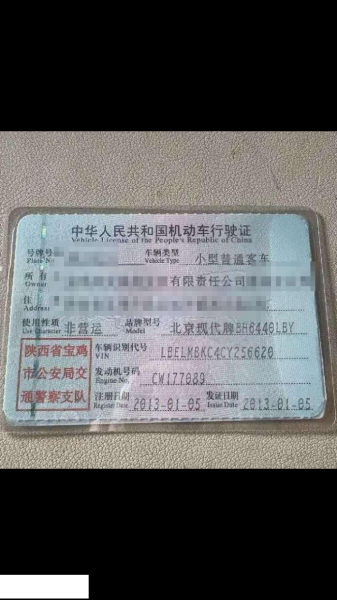 中华人民共和国机动车行驶证
Vehicle License of the People's Republic of China
号牌号码 车辆类型 小型普通客车
Plate No. Vehicle Type
所有 有限责任公司
Owner
住
Address
使用性质 非营运 品牌型号 北京现代牌BH6440LBY
Use Character Model
陕西省宝鸡 车辆识别代号 LBELMBKC4CY256620
VIN
市公安局交 发动机号码 CW177089
Engine No.
通警察支队 注册日期 2013-01-05 发证日期 2013-01-05
Register Date Issue Date